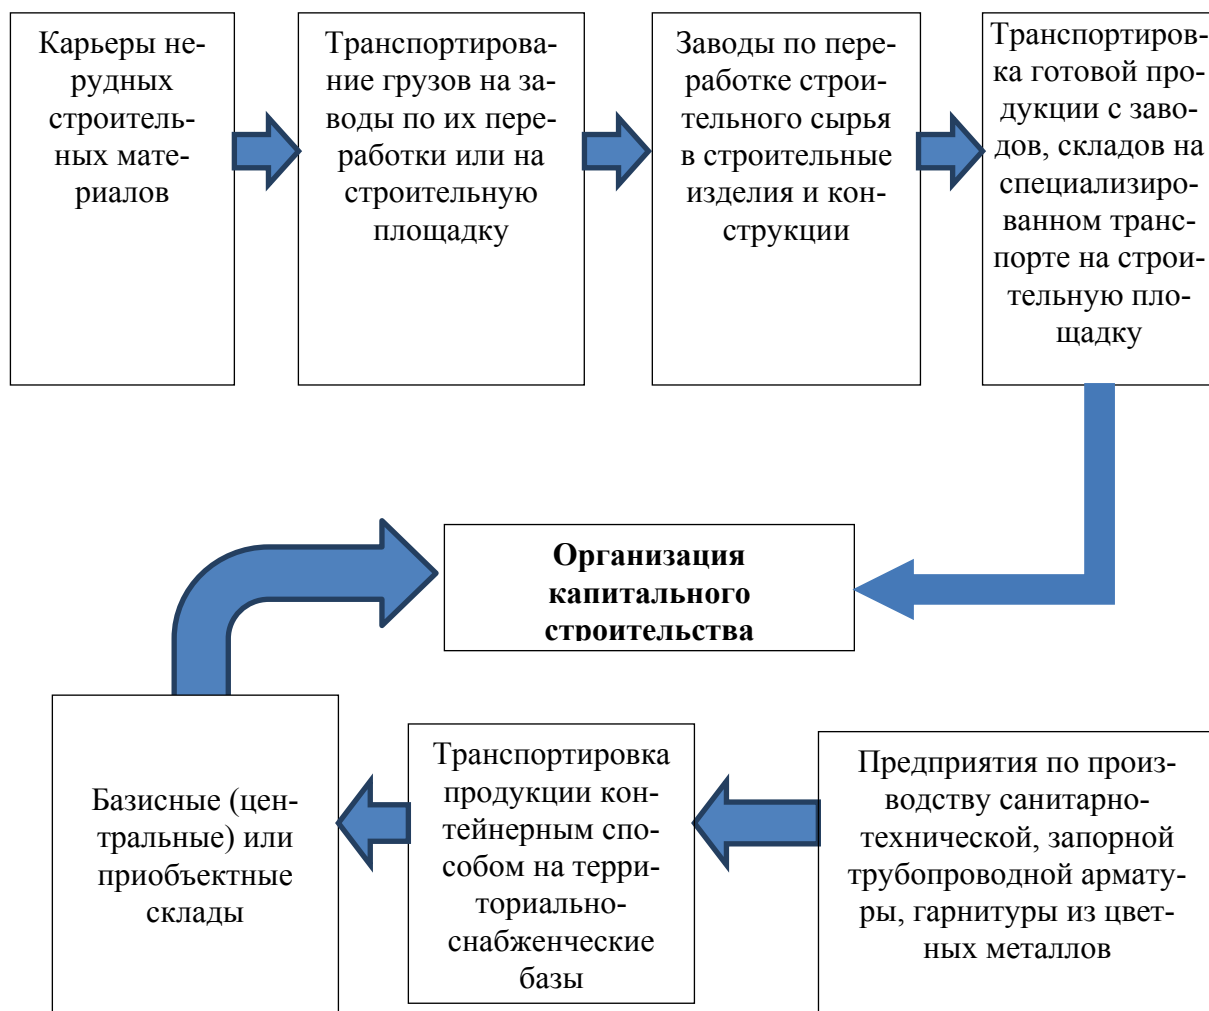 Карьеры не-
рудных
строитель-
ных мате-
риалов
Транспортирова-
ние грузов на за-
воды по их пере-
работки или на
строительную
площадку
Заводы по пере-
работке строи-
тельного сырья
в строительные
изделия и кон-
струкции
Транспортиров-
ка готовой про-
дукции с заво-
дов, складов на
специализиро-
ванном транс-
порте на строи-
тельную пло-
щадку
Организация
капитального
строительства
Базисные (цен-
тральные) или
приобъектные
склады
Транспортировка
продукции кон-
тейнерным спо-
собом на терри-
ториально-
снабженческие
базы
Предприятия по произ-
водству санитарно-
технической, запорной
трубопроводной армату-
ры, гарнитуры из цвет-
ных металлов